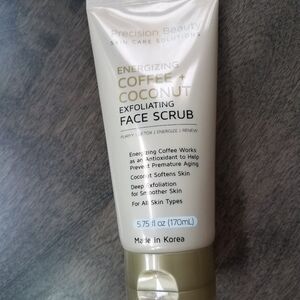 Precision Beauty
SKIN CARE SOLUTIONS
ENERGIZING
COFFEE +
COCONUT
EXFOLIATING
FACE SCRUB
PURIFY | DETOX | ENERGIZE | RENEW
Energizing Coffee Works
as an Antioxidant to Help
Prevent Premature Aging
Coconut Softens Skin
Deep Exfoliation
for Smoother Skin
For All Skin Types
5.75 fl oz (170mL)
Made in Korea